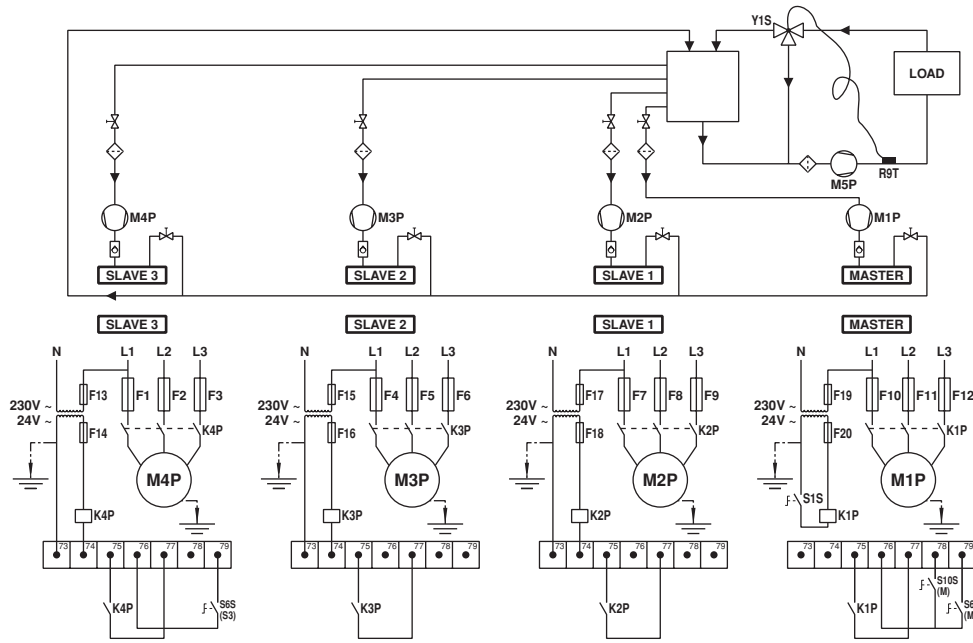 Y1S
LOAD
R9T
M5P
M4P M3P M2P M1P
SLAVE 3 SLAVE 2 SLAVE 1 MASTER
SLAVE 3 SLAVE 2 SLAVE 1 MASTER
N L1 L2 L3 N L1 L2 L3 N L1 L2 L3 N L1 L2 L3
F13 F1 F2 F3 F15 F4 F5 F6 F17 F7 F8 F9 F19 F10 F11 F12
230V ~ 230V ~ 230V ~ 230V ~
24V ~ 24V ~ 24V ~ 24V ~
F14 K4P F16 K3P F18 K2P F20 K1P
M4P M3P M2P M1P
S1S
K4P K3P K2P K1P
73 74 75 76 77 78 79 73 74 75 76 77 78 79 73 74 75 76 77 78 79 73 74 75 76 77 78 79
K4P S6S K3P K2P K1P S10S S6
(S3) (M) (M